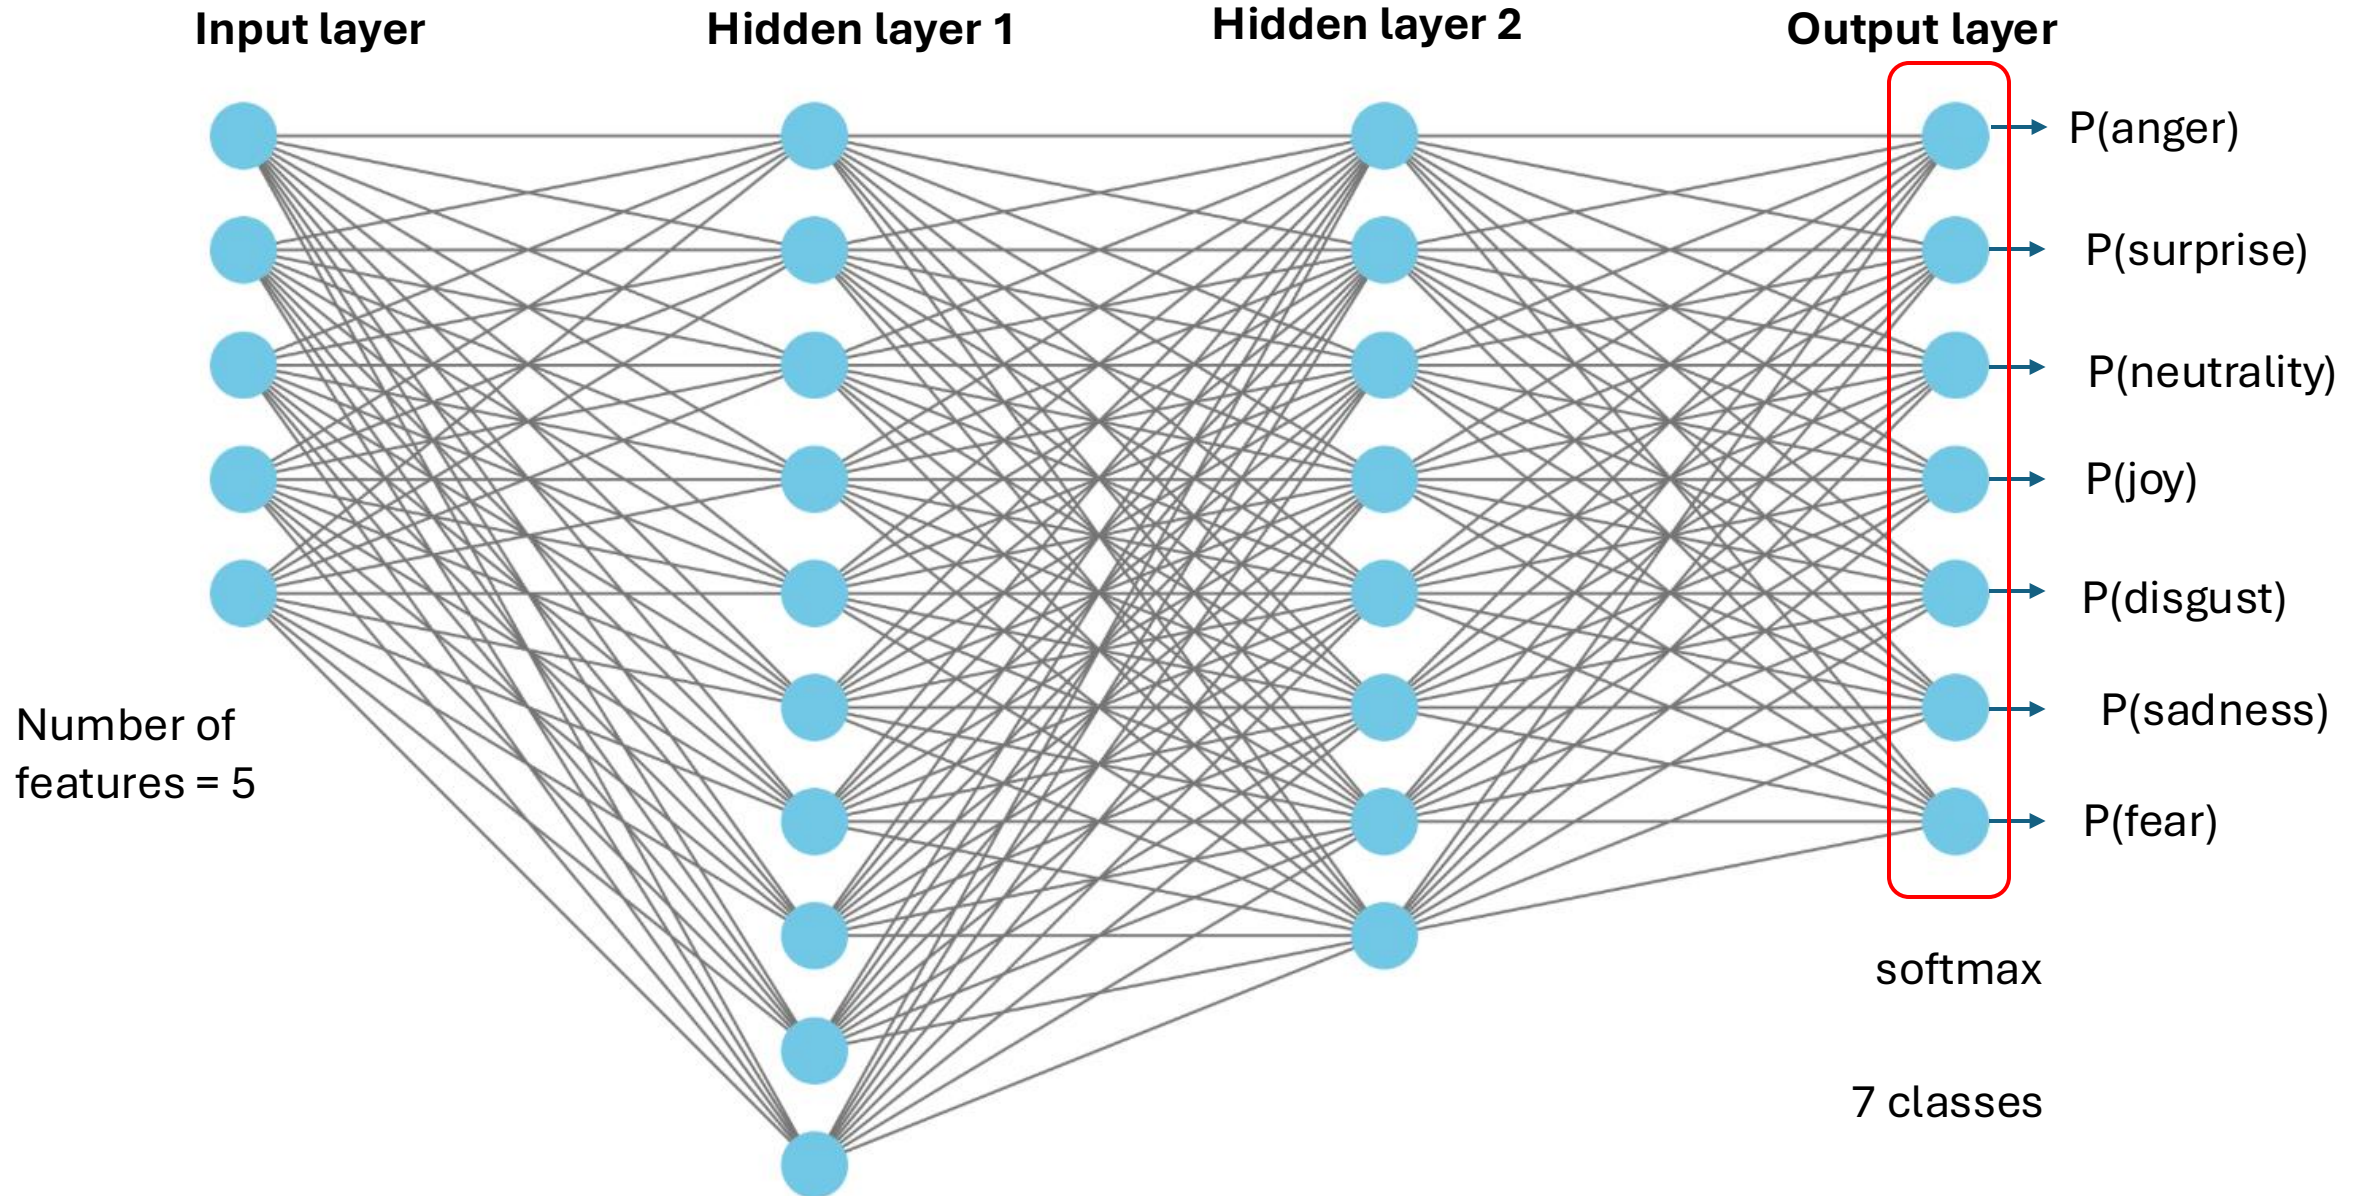 Input layer
Hidden layer 1
Hidden layer 2
Output layer
P(anger)
P(surprise)
P(neutrality)
P(joy)
P(disgust)
P(sadness)
P(fear)
Number of
features = 5
softmax
7 classes